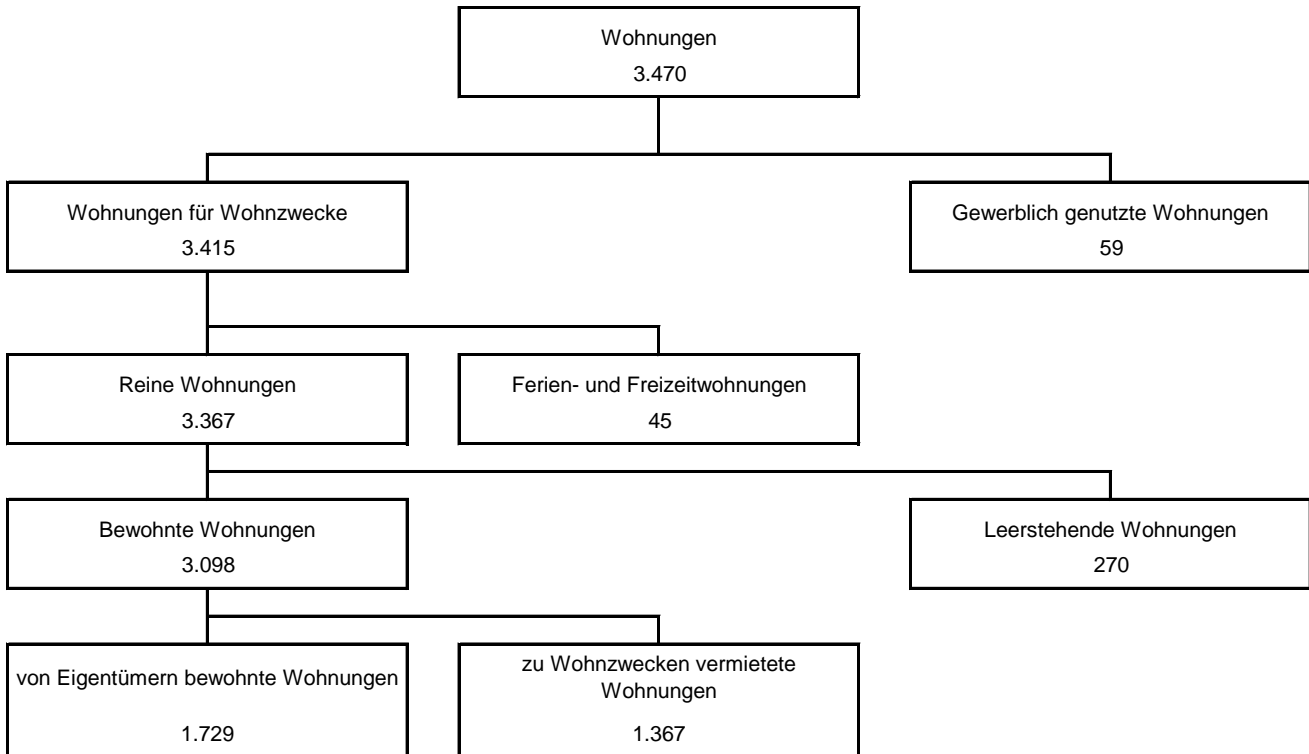 Wohnungen
3.470
Wohnungen für Wohnzwecke
3.415
Gewerblich genutzte Wohnungen
59
Reine Wohnungen
3.367
Ferien- und Freizeitwohnungen
45
Bewohnte Wohnungen
3.098
Leerstehende Wohnungen
270
von Eigentümern bewohnte Wohnungen
1.729
zu Wohnzwecken vermietete
Wohnungen
1.367